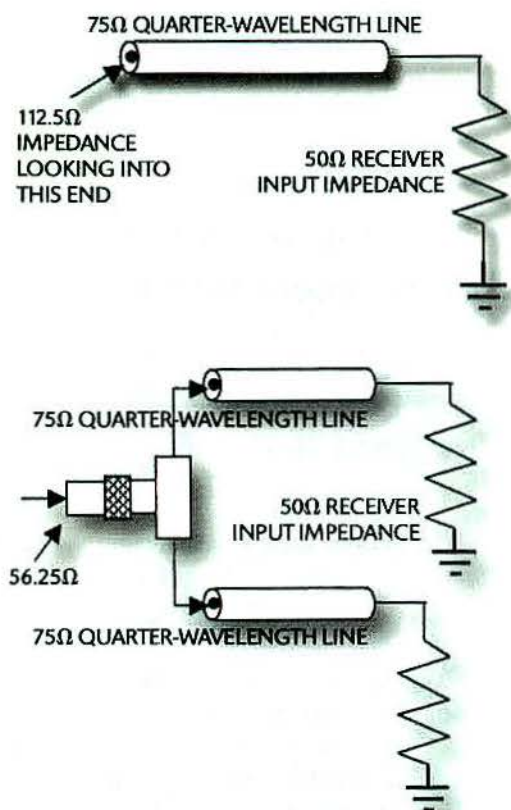 75Ω QUARTER-WAVELENGTH LINE
112.5Ω
IMPEDANCE
LOOKING INTO
THIS END
50Ω RECEIVER
INPUT IMPEDANCE
75Ω QUARTER-WAVELENGTH LINE
50Ω RECEIVER
INPUT IMPEDANCE
56.25Ω
75Ω QUARTER-WAVELENGTH LINE